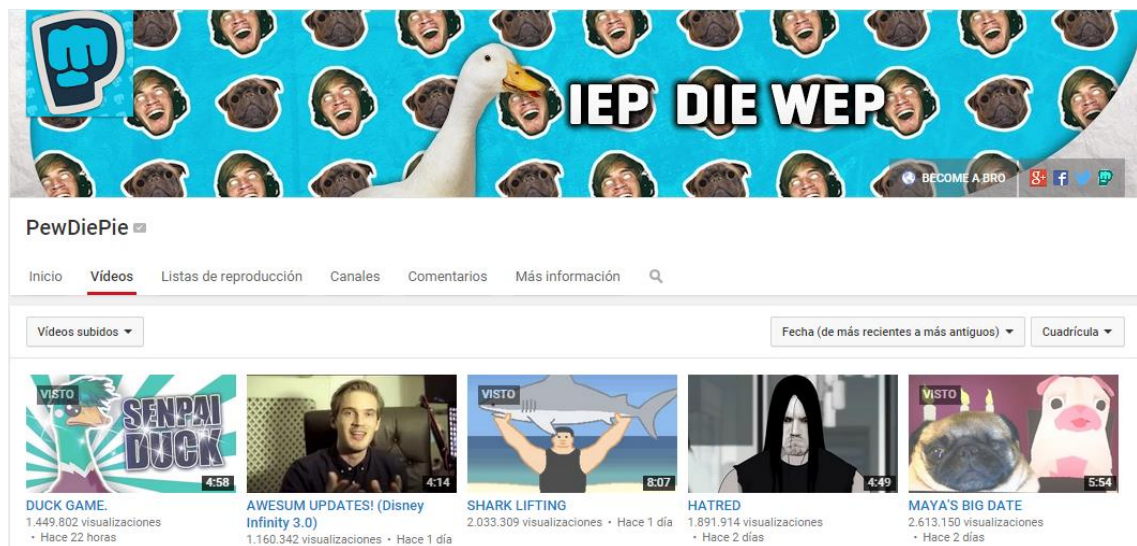 IEP DIE WEP
BECOME A BRO
PewDiePie
Inicio Vídeos Listas de reproducción Canales Comentarios Más información
Vídeos subidos Fecha (de más recientes a más antiguos) Cuadrícula
VISTO
SENPAI
DUCK
4:58
4:14
VISTO
8:07
4:49
VISTO
5:54
DUCK GAME.
1.449.802 visualizaciones
• Hace 22 horas
AWESUM UPDATES! (Disney
Infinity 3.0)
1.160.342 visualizaciones • Hace 1 día
SHARK LIFTING
2.033.309 visualizaciones • Hace 1 día
HATRED
1.891.914 visualizaciones
• Hace 2 días
MAYA'S BIG DATE
2.613.150 visualizaciones
• Hace 2 días